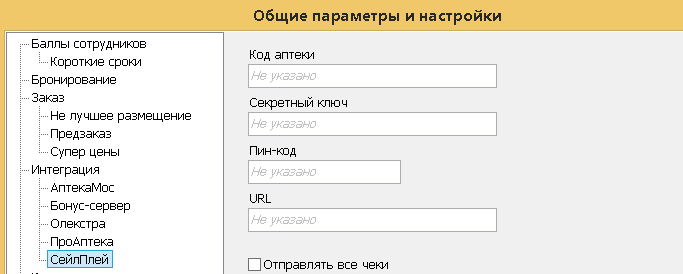 Общие параметры и настройки
Баллы сотрудников
Короткие сроки
Бронирование
Заказ
Не лучшее размещение
Предзаказ
Супер цены
Интеграция
АптекаМос
Бонус-сервер
Олекстра
ПроАптека
СейлПлей
Код аптеки
Не указано
Секретный ключ
Не указано
Пин-код
Не указано
URL
Не указано
Отправлять все чеки